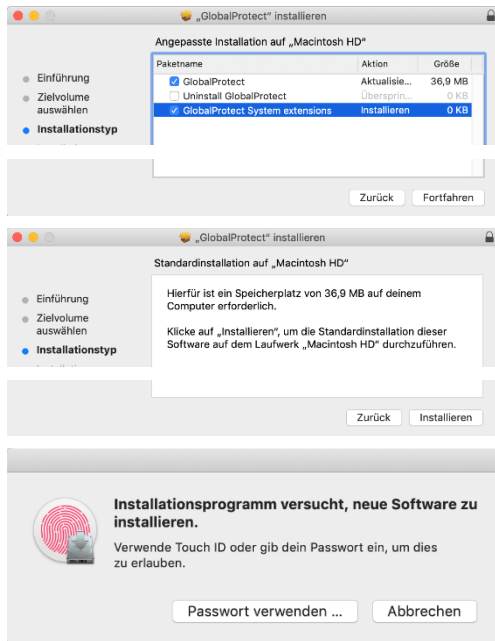 „GlobalProtect" installieren
Angepasste Installation auf „Macintosh HD"
Paketname Aktion Größe
GlobalProtect Aktualisie... 36,9 MB
Uninstall GlobalProtect Übersprin... 0 KB
GlobalProtect System extensions Installieren 0 KB
Einführung
Zielvolume
auswählen
Installationstyp
Zurück Fortfahren
„GlobalProtect" installieren
Standardinstallation auf „Macintosh HD"
Hierfür ist ein Speicherplatz von 36,9 MB auf deinem
Computer erforderlich.
Klicke auf „Installieren", um die Standardinstallation dieser
Software auf dem Laufwerk „Macintosh HD" durchzuführen.
Einführung
Zielvolume
auswählen
Installationstyp
Zurück Installieren
Installationsprogramm versucht, neue Software zu
installieren.
Verwende Touch ID oder gib dein Passwort ein, um dies
zu erlauben.
Passwort verwenden ... Abbrechen